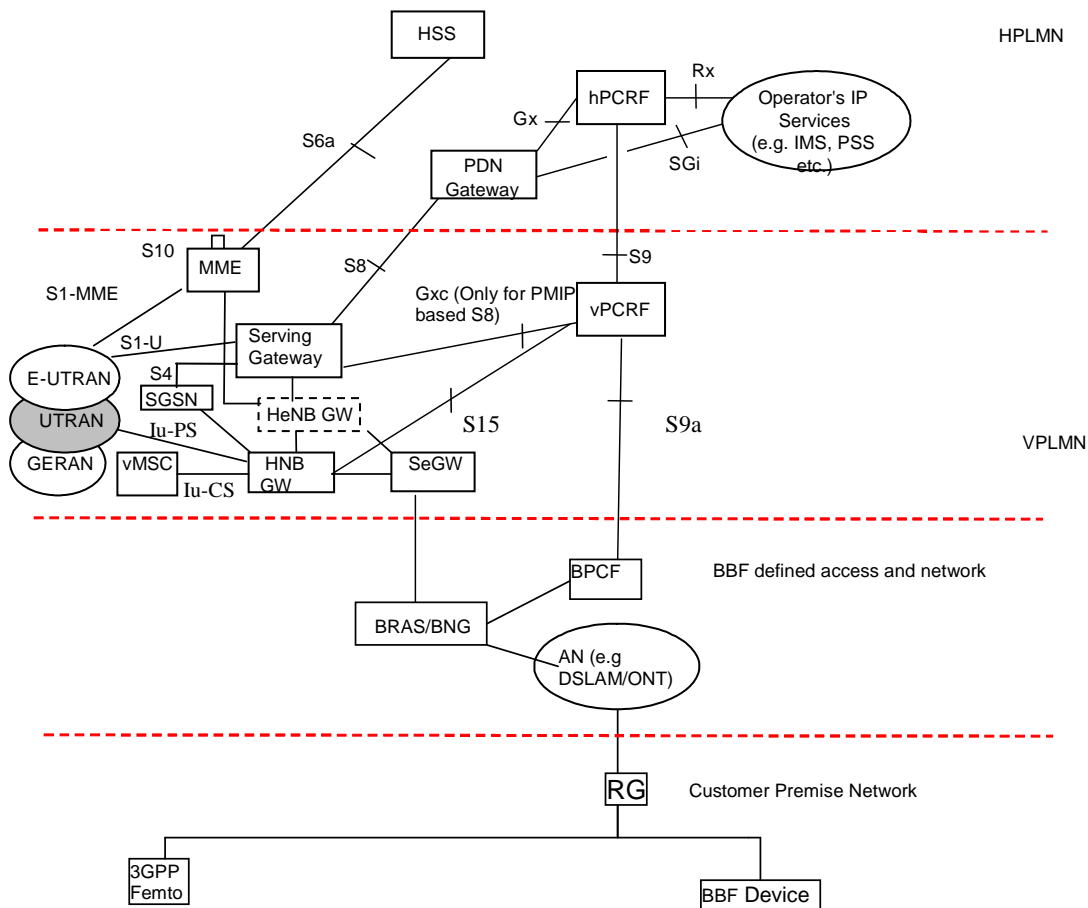 HSS
HPLMN
Rx
hPCRF
Operator's IP
Services
(e.g. IMS, PSS
etc.)
Gx
S6a
SGi
PDN
Gateway
S10
MME
S8
S9
S1-MME
Gxc (Only for PMIP
based S8)
vPCRF
S1-U
Serving
Gateway
E-UTRAN
S4
SGSN
HeNB GW
UTRAN
Iu-PS
S15
S9a
VPLMN
GERAN
vMSC
HNB
GW
SeGW
Iu-CS
BPCF
BBF defined access and network
BRAS/BNG
AN (e.g
DSLAM/ONT)
RG
Customer Premise Network
3GPP
Femto
BBF Device